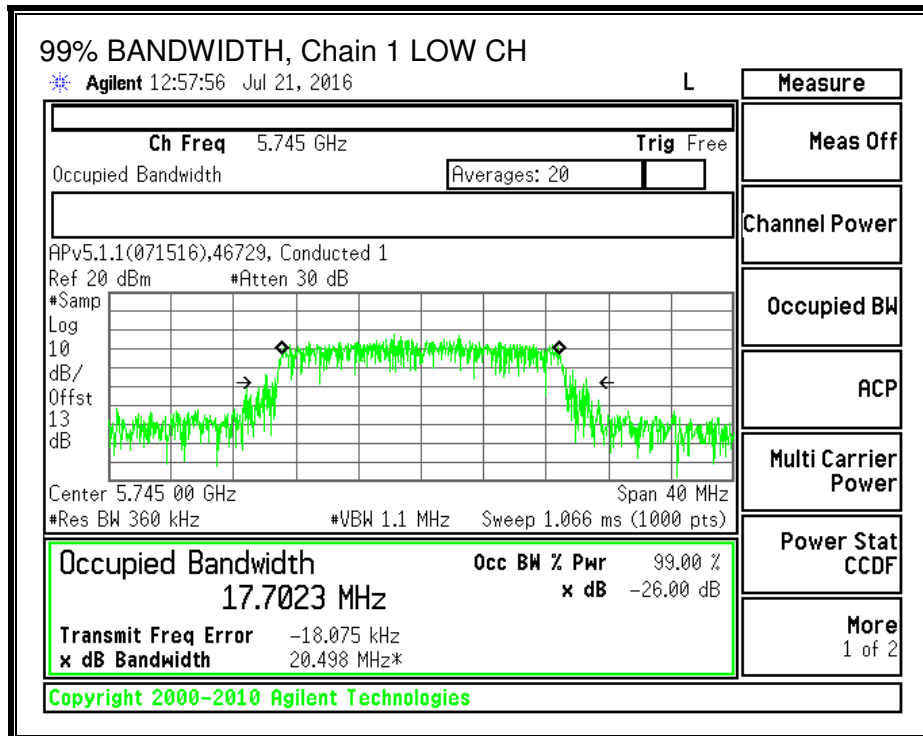 99% BANDWIDTH, Chain 1 LOW CH
Agilent 12:57:56 Jul 21, 2016 L
Ch Freq 5.745 GHz Trig Free
Occupied Bandwidth Averages: 20
APv5.1.1(071516),46729, Conducted 1
Ref 20 dBm #Atten 30 dB
#Samp
Log
10
dB/
Offst
13
dB
Center 5.745 00 GHz Span 40 MHz
#Res BW 360 kHz #VBW 1.1 MHz Sweep 1.066 ms (1000 pts)
Occupied Bandwidth Occ BW % Pwr 99.00 %
17.7023 MHz x dB -26.00 dB
Transmit Freq Error -18.075 kHz
x dB Bandwidth 20.498 MHz*
Copyright 2000-2010 Agilent Technologies
Measure
Meas Off
Channel Power
Occupied BW
ACP
Multi Carrier
Power
Power Stat
CCDF
More
1 of 2